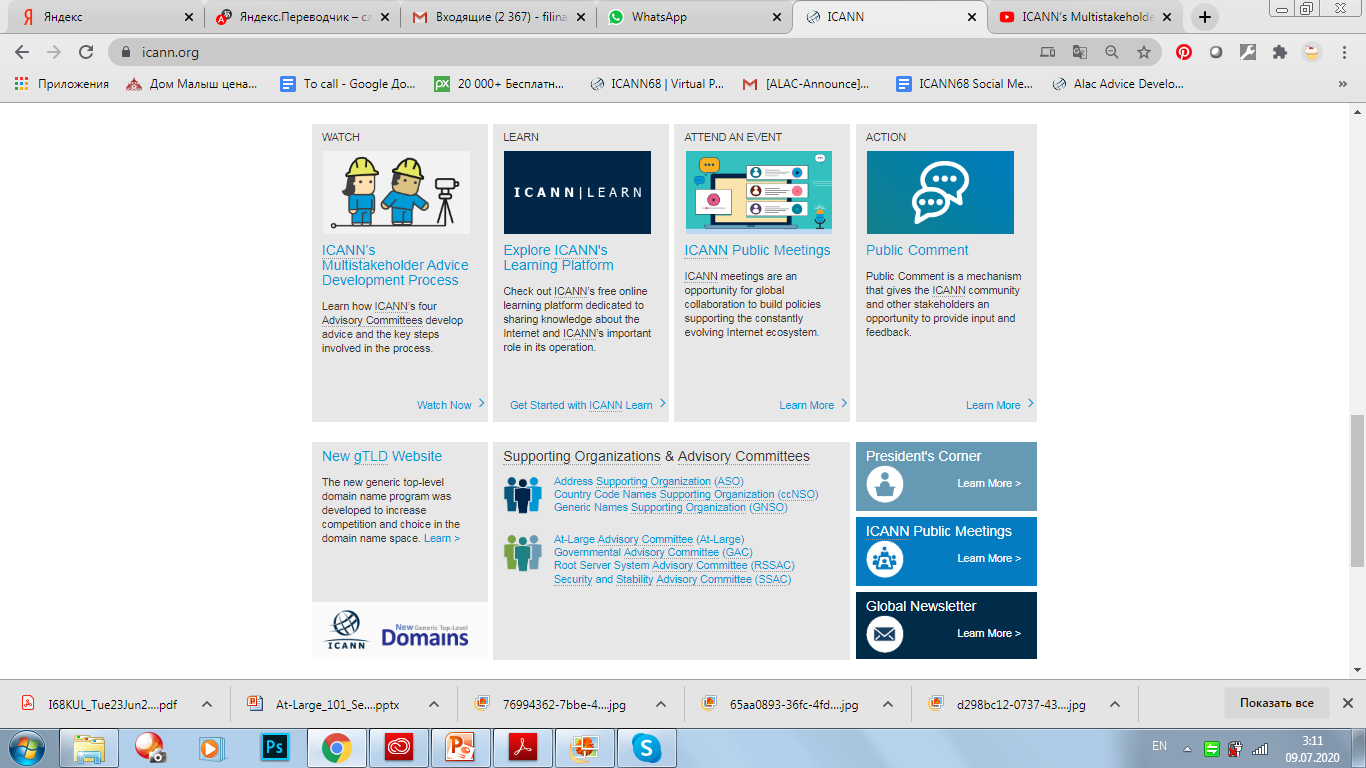 Яндекс
Яндекс.Переводчик – сл
Входящие (2 367) - filina
WhatsApp
ICANN
ICANN's Multistakehold
icann.org
Приложения
Дом Малыш цена...
To call - Google До...
20 000+ Бесплатн...
ICANN68 | Virtual P...
[ALAC-Announce]...
ICANN68 Social Me...
Alac Advice Develo...
WATCH
ICANN's
Multistakeholder Advice
Development Process
Learn how ICANN's four
Advisory Committees develop
advice and the key steps
involved in the process.
Watch Now
LEARN
ICANN|LEARN
Explore ICANN's
Learning Platform
Check out ICANN's free online
learning platform dedicated to
sharing knowledge about the
Internet and ICANN's important
role in its operation.
Get Started with ICANN Learn
ATTEND AN EVENT
ICANN Public Meetings
ICANN meetings are an
opportunity for global
collaboration to build policies
supporting the constantly
evolving Internet ecosystem.
Learn More
ACTION
Public Comment
Public Comment is a mechanism
that gives the ICANN community
and other stakeholders an
opportunity to provide input and
feedback.
Learn More
New gTLD Website
The new generic top-level
domain name program was
developed to increase
competition and choice in the
domain name space. Learn >
ICANN
New Generic Top-Level
Domains
Supporting Organizations & Advisory Committees
Address Supporting Organization (ASO)
Country Code Names Supporting Organization (ccNSO)
Generic Names Supporting Organization (GNSO)
At-Large Advisory Committee (At-Large)
Governmental Advisory Committee (GAC)
Root Server System Advisory Committee (RSSAC)
Security and Stability Advisory Committee (SSAC)
President's Corner
Learn More >
ICANN Public Meetings
Learn More >
Global Newsletter
Learn More >
I68KUL_Tue23Jun2....pdf
At-Large_101_Se....pptx
76994362-7bbe-4....jpg
65aa0893-36fc-4fd....jpg
d298bc12-0737-43....jpg
Показать все
Ps
EN
3:11
09.07.2020